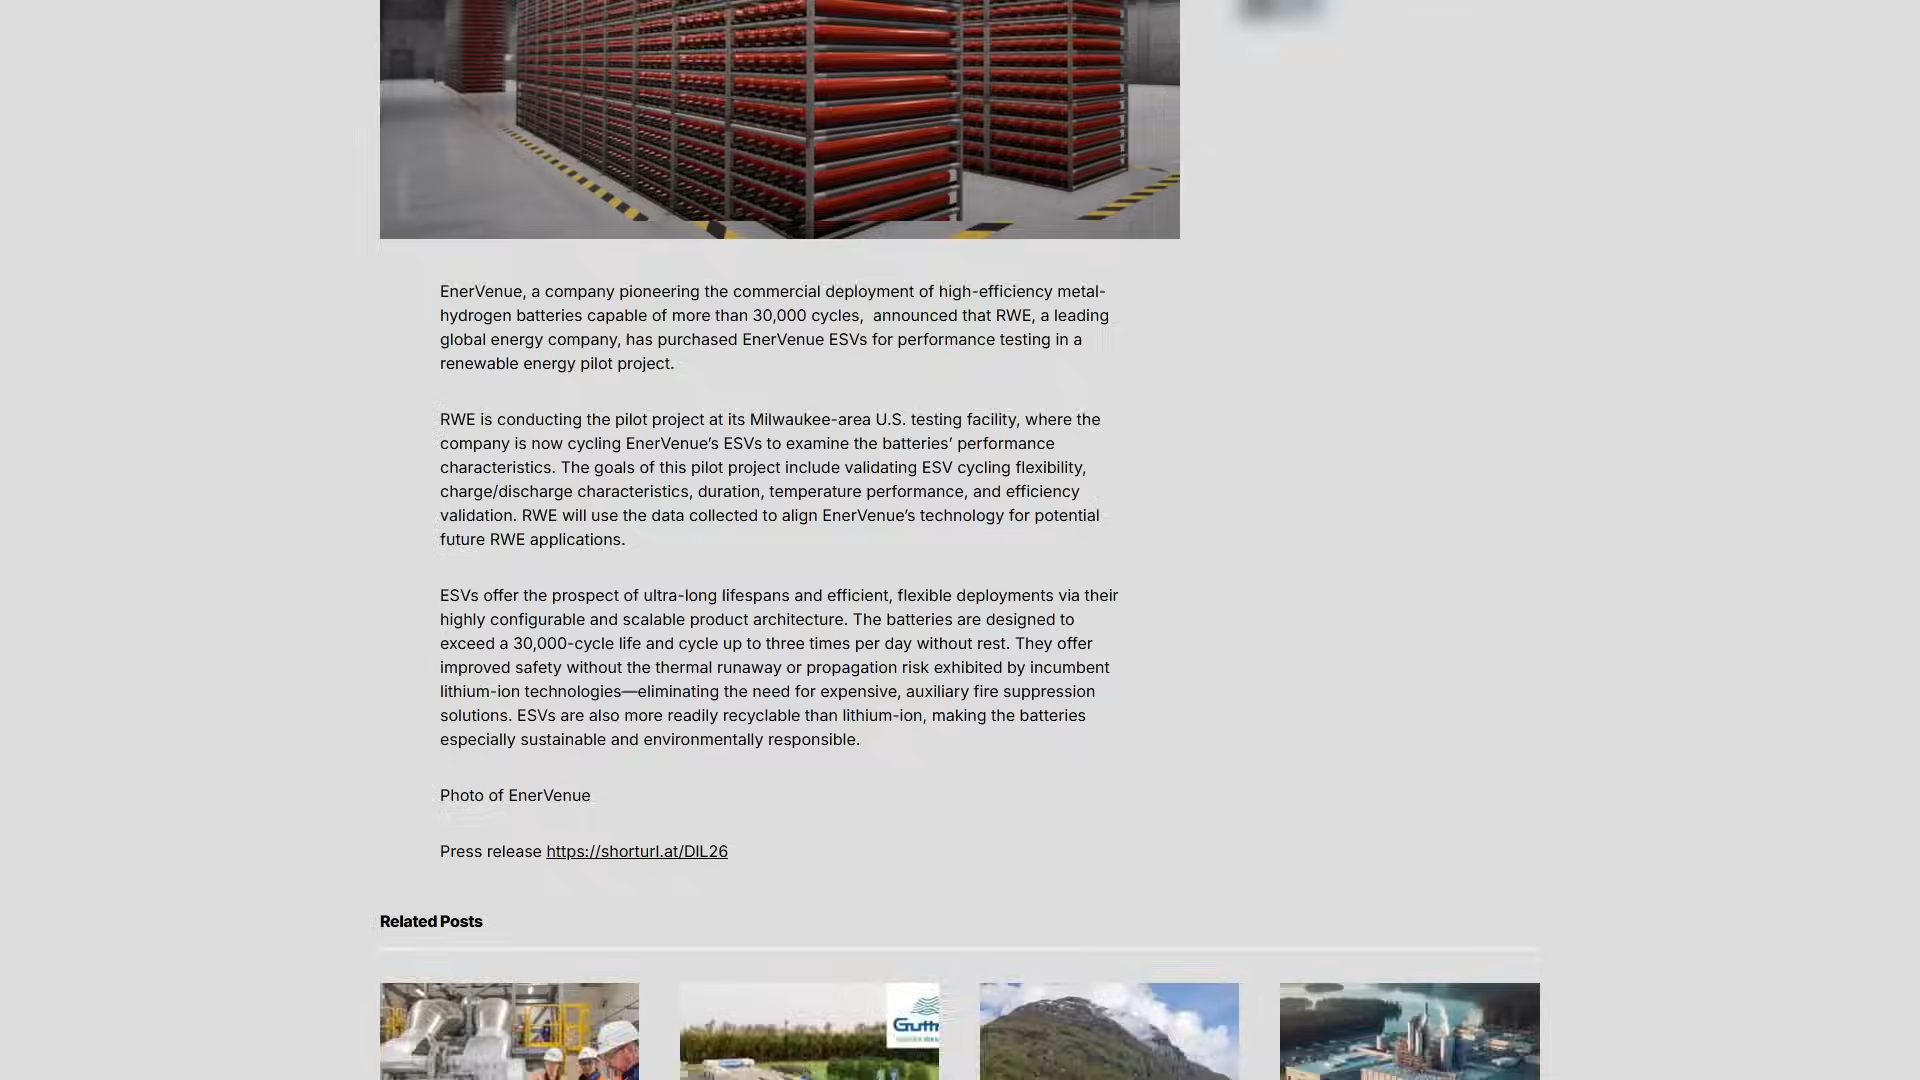 EnerVenue, a company pioneering the commercial deployment of high-efficiency metal-
hydrogen batteries capable of more than 30,000 cycles,  announced that RWE, a leading
global energy company, has purchased EnerVenue ESVs for performance testing in a
renewable energy pilot project.
RWE is conducting the pilot project at its Milwaukee-area U.S. testing facility, where the
company is now cycling EnerVenue’s ESVs to examine the batteries’ performance
characteristics. The goals of this pilot project include validating ESV cycling flexibility,
charge/discharge characteristics, duration, temperature performance, and efficiency
validation. RWE will use the data collected to align EnerVenue’s technology for potential
future RWE applications.
ESVs offer the prospect of ultra-long lifespans and efficient, flexible deployments via their
highly configurable and scalable product architecture. The batteries are designed to
exceed a 30,000-cycle life and cycle up to three times per day without rest. They offer
improved safety without the thermal runaway or propagation risk exhibited by incumbent
lithium-ion technologies—eliminating the need for expensive, auxiliary fire suppression
solutions. ESVs are also more readily recyclable than lithium-ion, making the batteries
especially sustainable and environmentally responsible.
Photo of EnerVenue
Press release https://shorturl.at/DIL26
Related Posts